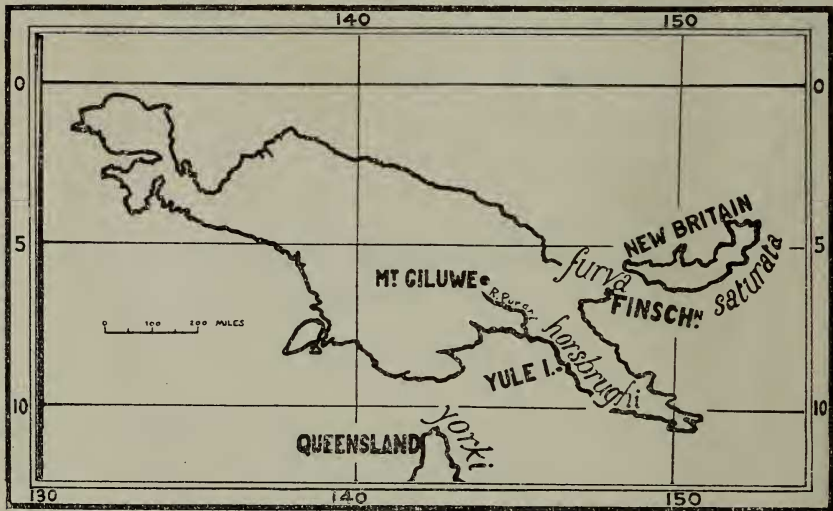 140 150
0 0
NEW BRITAIN
5 5
furva
saturata
MT GILUWE
R. Purari
FINSCHN.
0 100 200 MILES
horsbrughi
YULE I.
10 10
yorki
QUEENSLAND
130 140 150